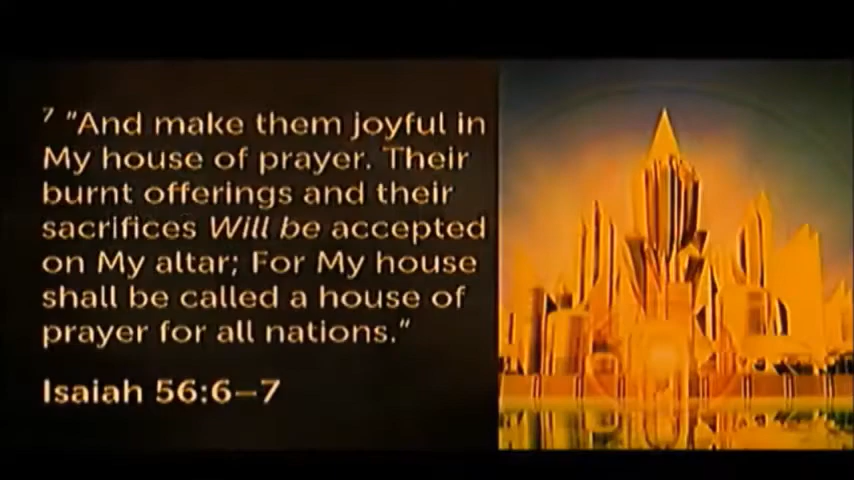 7 "And make them joyful in
My house of prayer. Their
burnt offerings and their
sacrifices Will be accepted
on My altar; For My house
shall be called a house of
prayer for all nations."
Isaiah 56:6–7